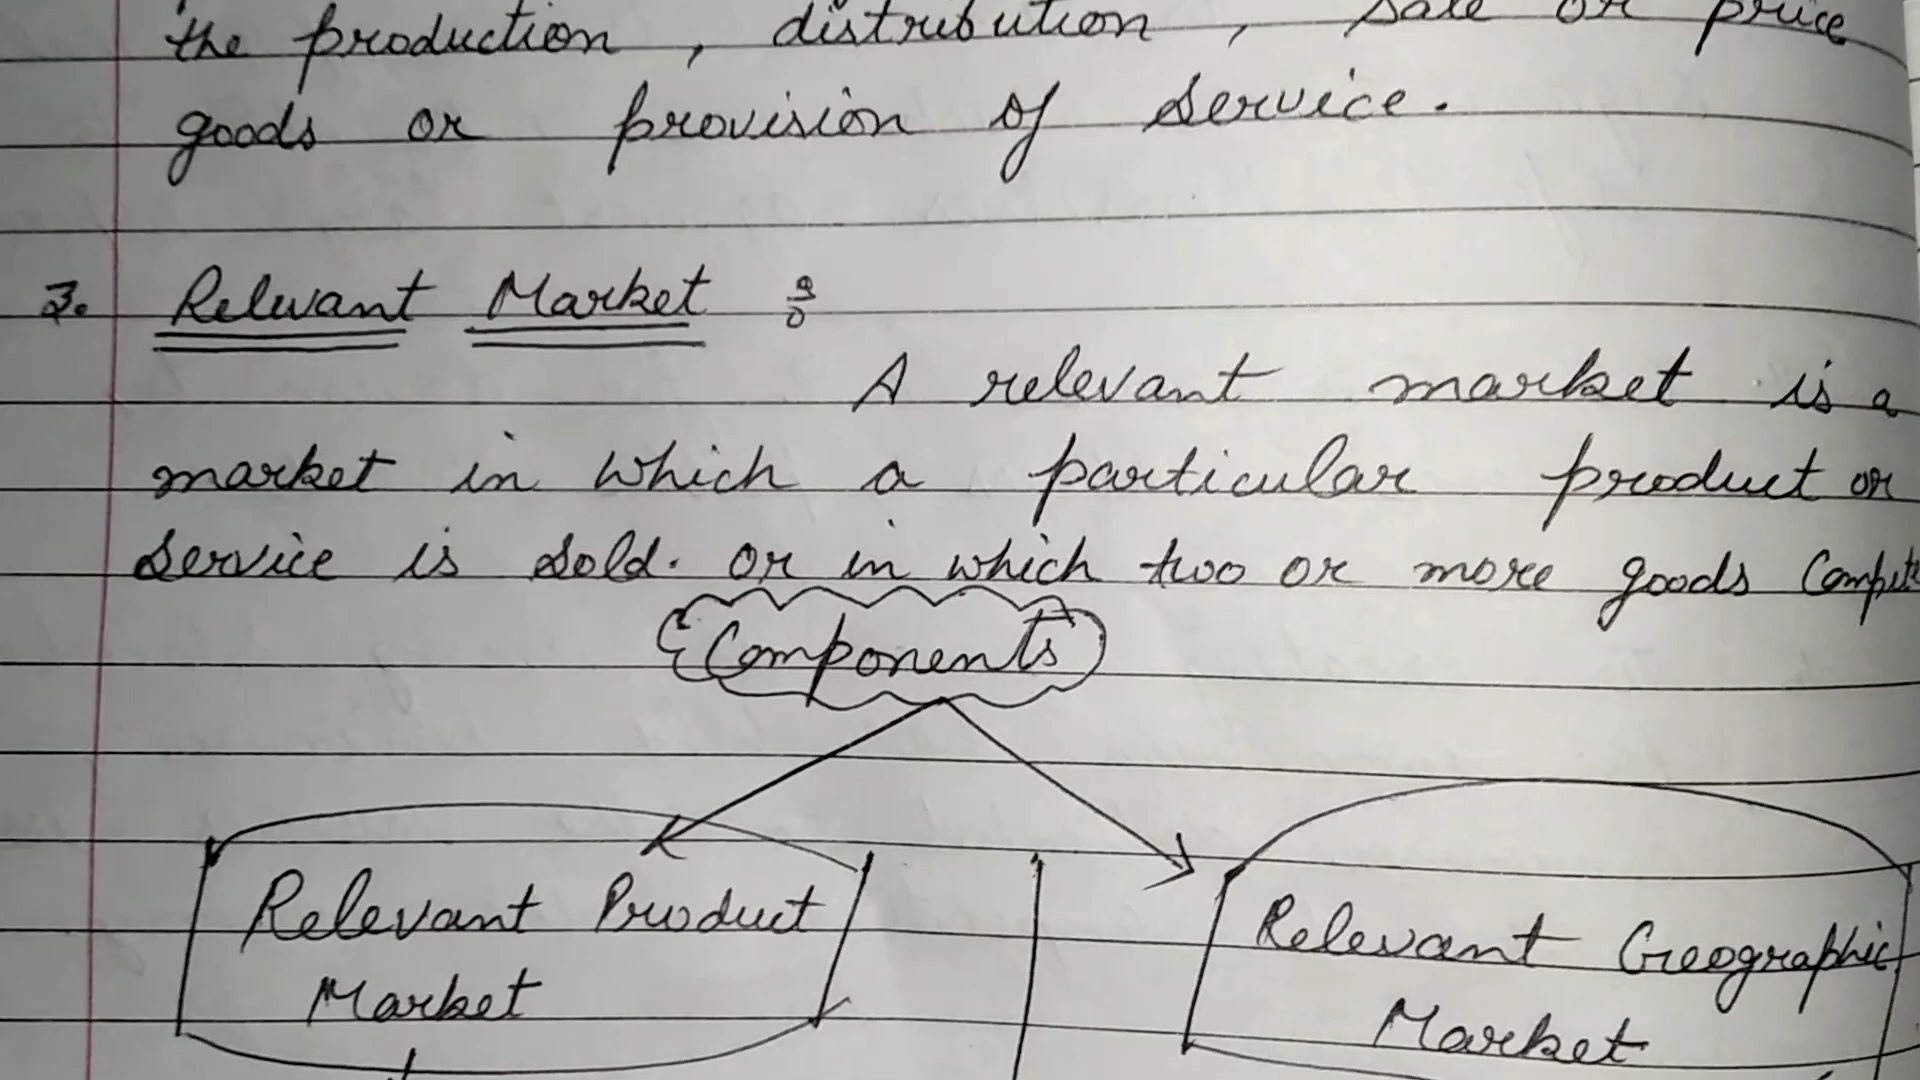 the production, distribution, sale or price
goods or provision of service.
3. Relevant Market :
A relevant market is a
market in which a particular product or
service is sold. or in which two or more goods Compete
Components
Relevant Product
Market
Relevant Geographic
Market